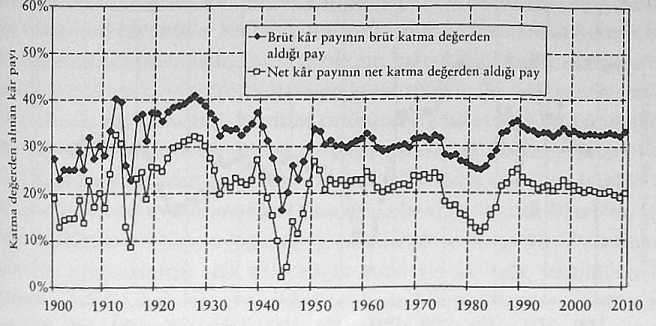 60%
50%
40%
30%
20%
10%
0%
Katma değerden alınan kâr payı
Brüt kâr payının brüt katma değerden
aldığı pay
Net kâr payının net katma değerden aldığı pay
1900 1910 1920 1930 1940 1950 1960 1970 1980 1990 2000 2010